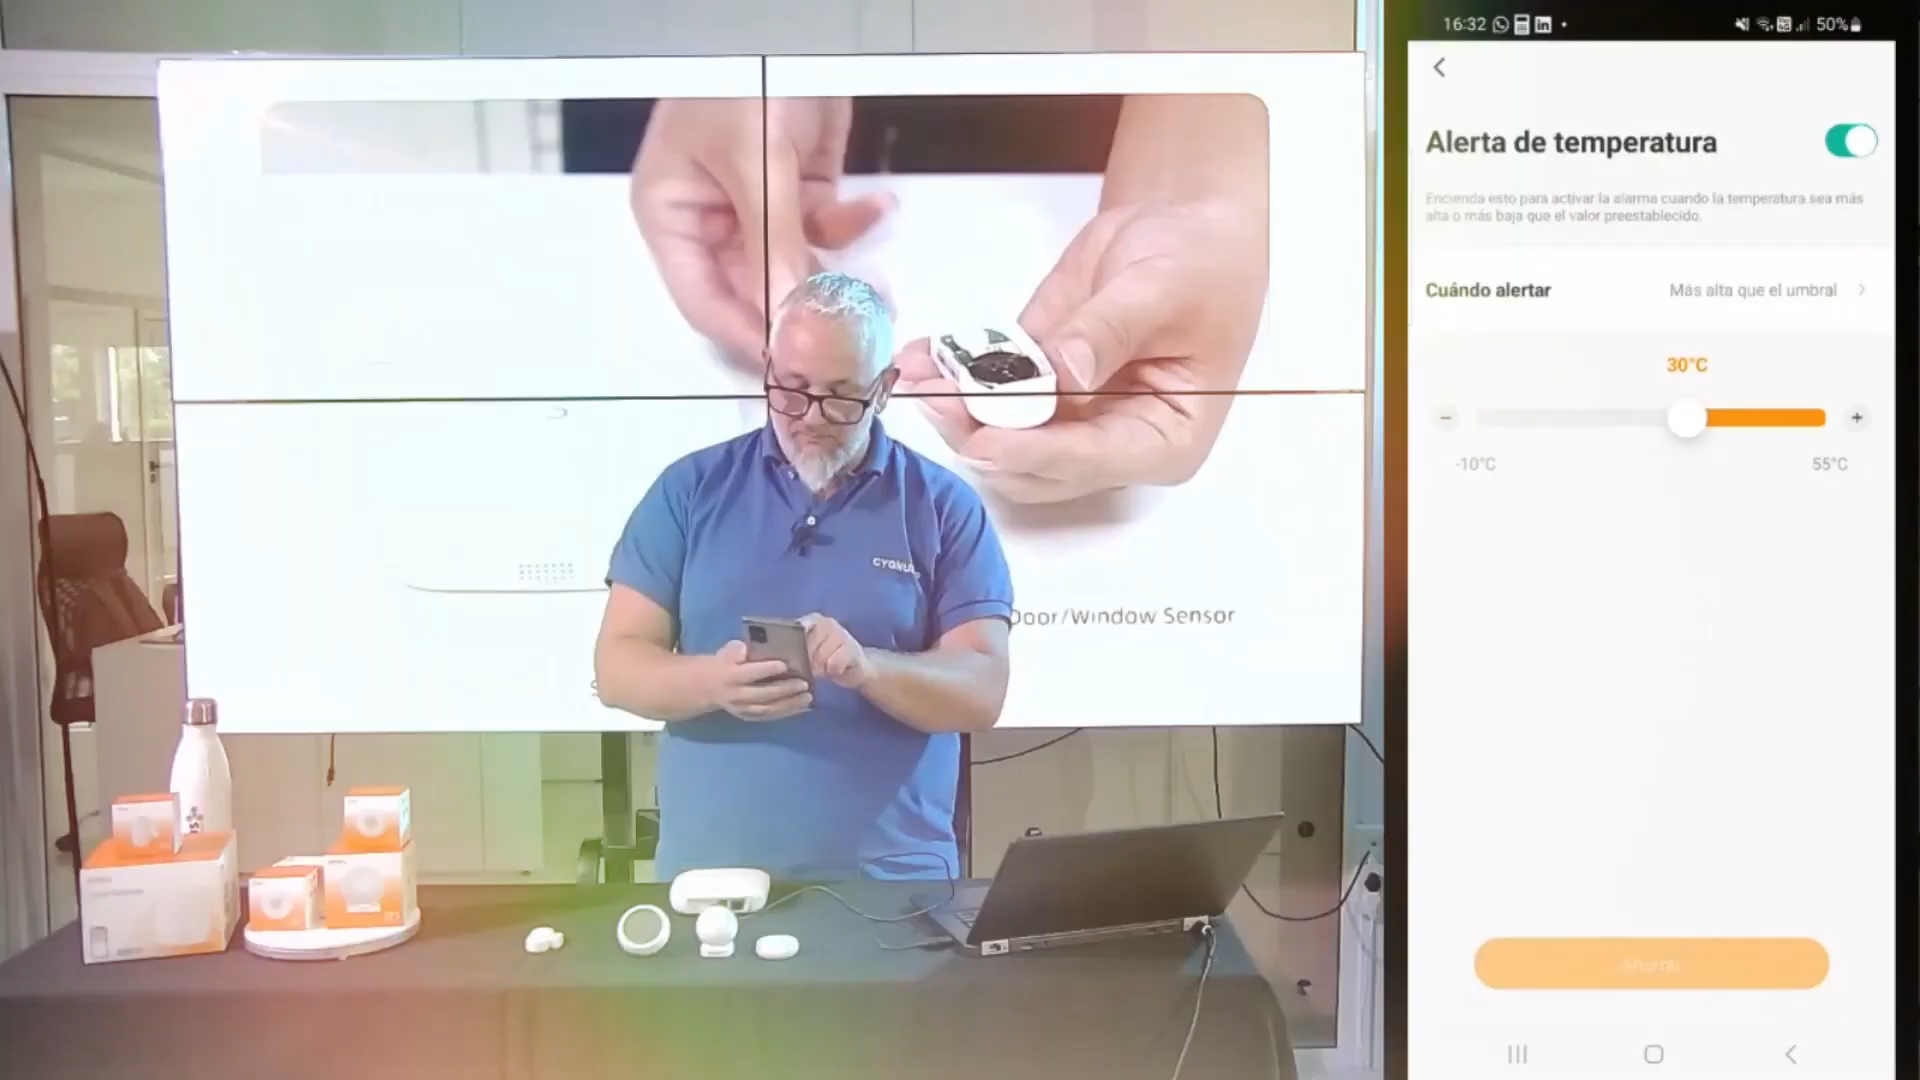 16:32
50%
Alerta de temperatura
Encienda esto para activar la alarma cuando la temperatura sea más
alta o más baja que el valor preestablecido.
Cuándo alertar
Más alta que el umbral
30°C
-10°C
55°C
Door/Window Sensor